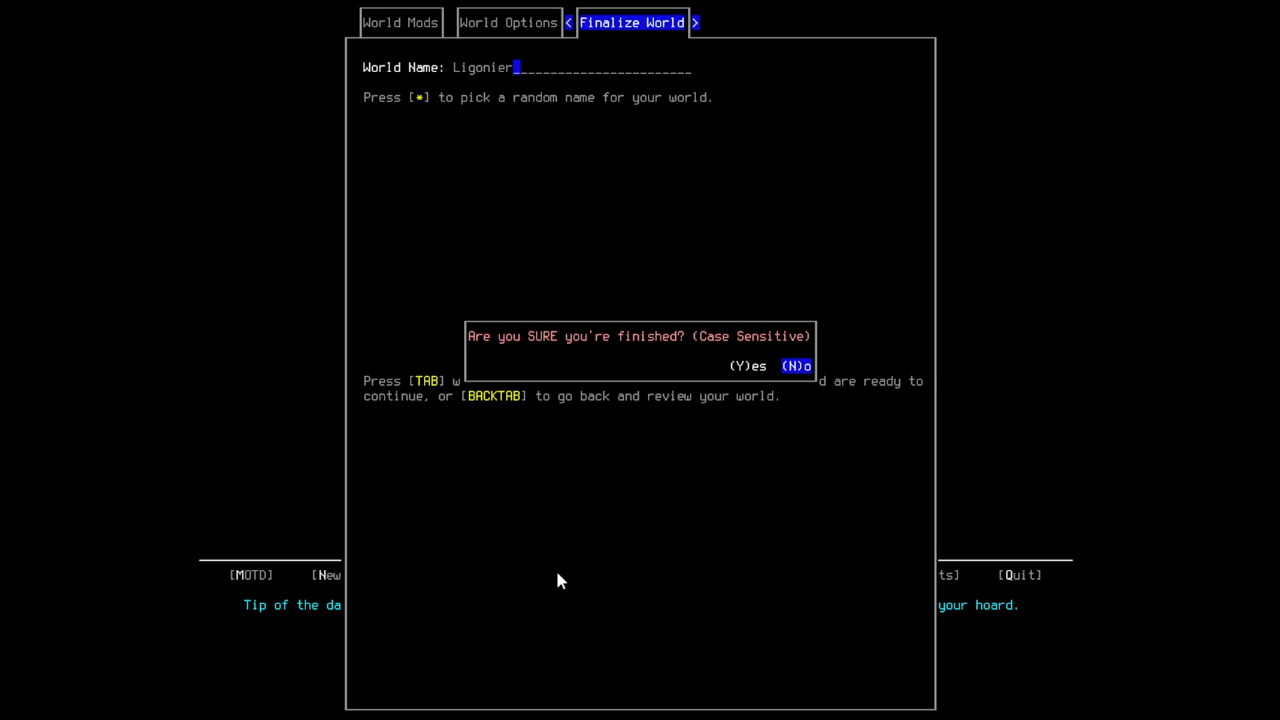 World Mods World Options < Finalize World >
World Name: Ligonier_______________________
Press [*] to pick a random name for your world.
Are you SURE you're finished? (Case Sensitive)
(Y)es (N)o
Press [TAB] w d are ready to
continue, or [BACKTAB] to go back and review your world.
[MOTD] [New ts] [Quit]
Tip of the da your hoard.